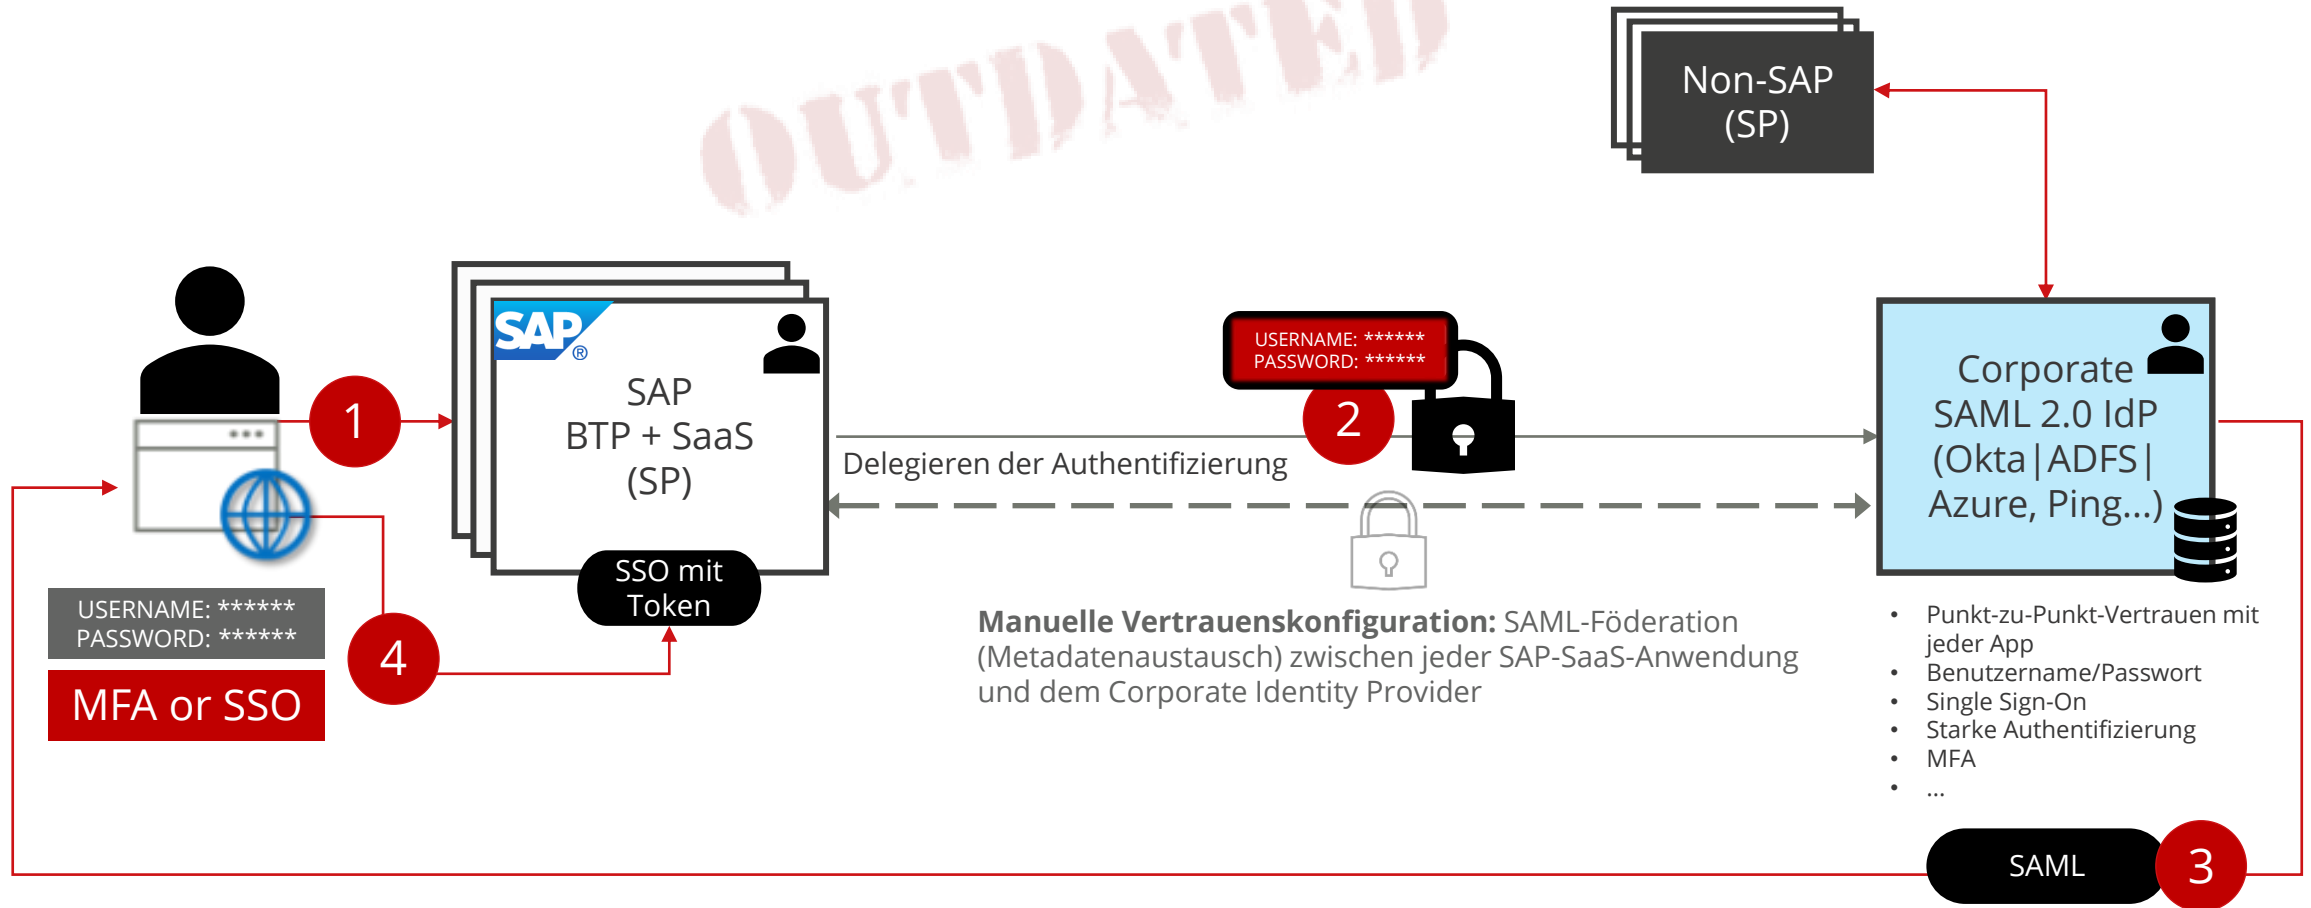 OUTDATED
Non-SAP
(SP)
SAP
®
SAP
BTP + SaaS
(SP)
SSO mit
Token
1
USERNAME: ******
PASSWORD: ******
2
Delegieren der Authentifizierung
Corporate
SAML 2.0 IdP
(Okta|ADFS|
Azure, Ping...)
USERNAME: ******
PASSWORD: ******
MFA or SSO
4
Manuelle Vertrauenskonfiguration: SAML-Föderation
(Metadatenaustausch) zwischen jeder SAP-SaaS-Anwendung
und dem Corporate Identity Provider
• Punkt-zu-Punkt-Vertrauen mit
jeder App
• Benutzername/Passwort
• Single Sign-On
• Starke Authentifizierung
• MFA
• ...
SAML
3